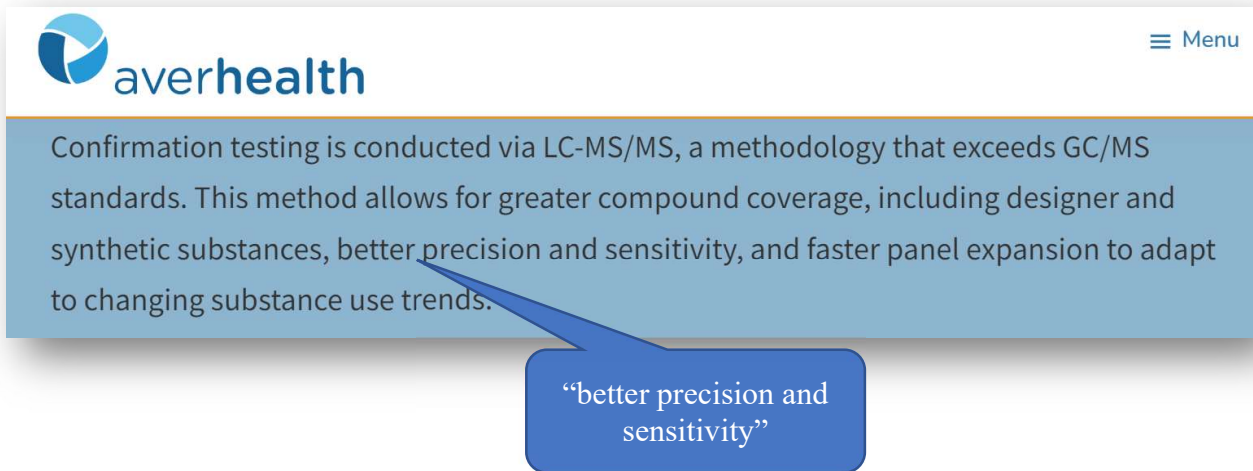 averhealth
≡ Menu
Confirmation testing is conducted via LC-MS/MS, a methodology that exceeds GC/MS
standards. This method allows for greater compound coverage, including designer and
synthetic substances, better precision and sensitivity, and faster panel expansion to adapt
to changing substance use trends.
“better precision and
sensitivity”